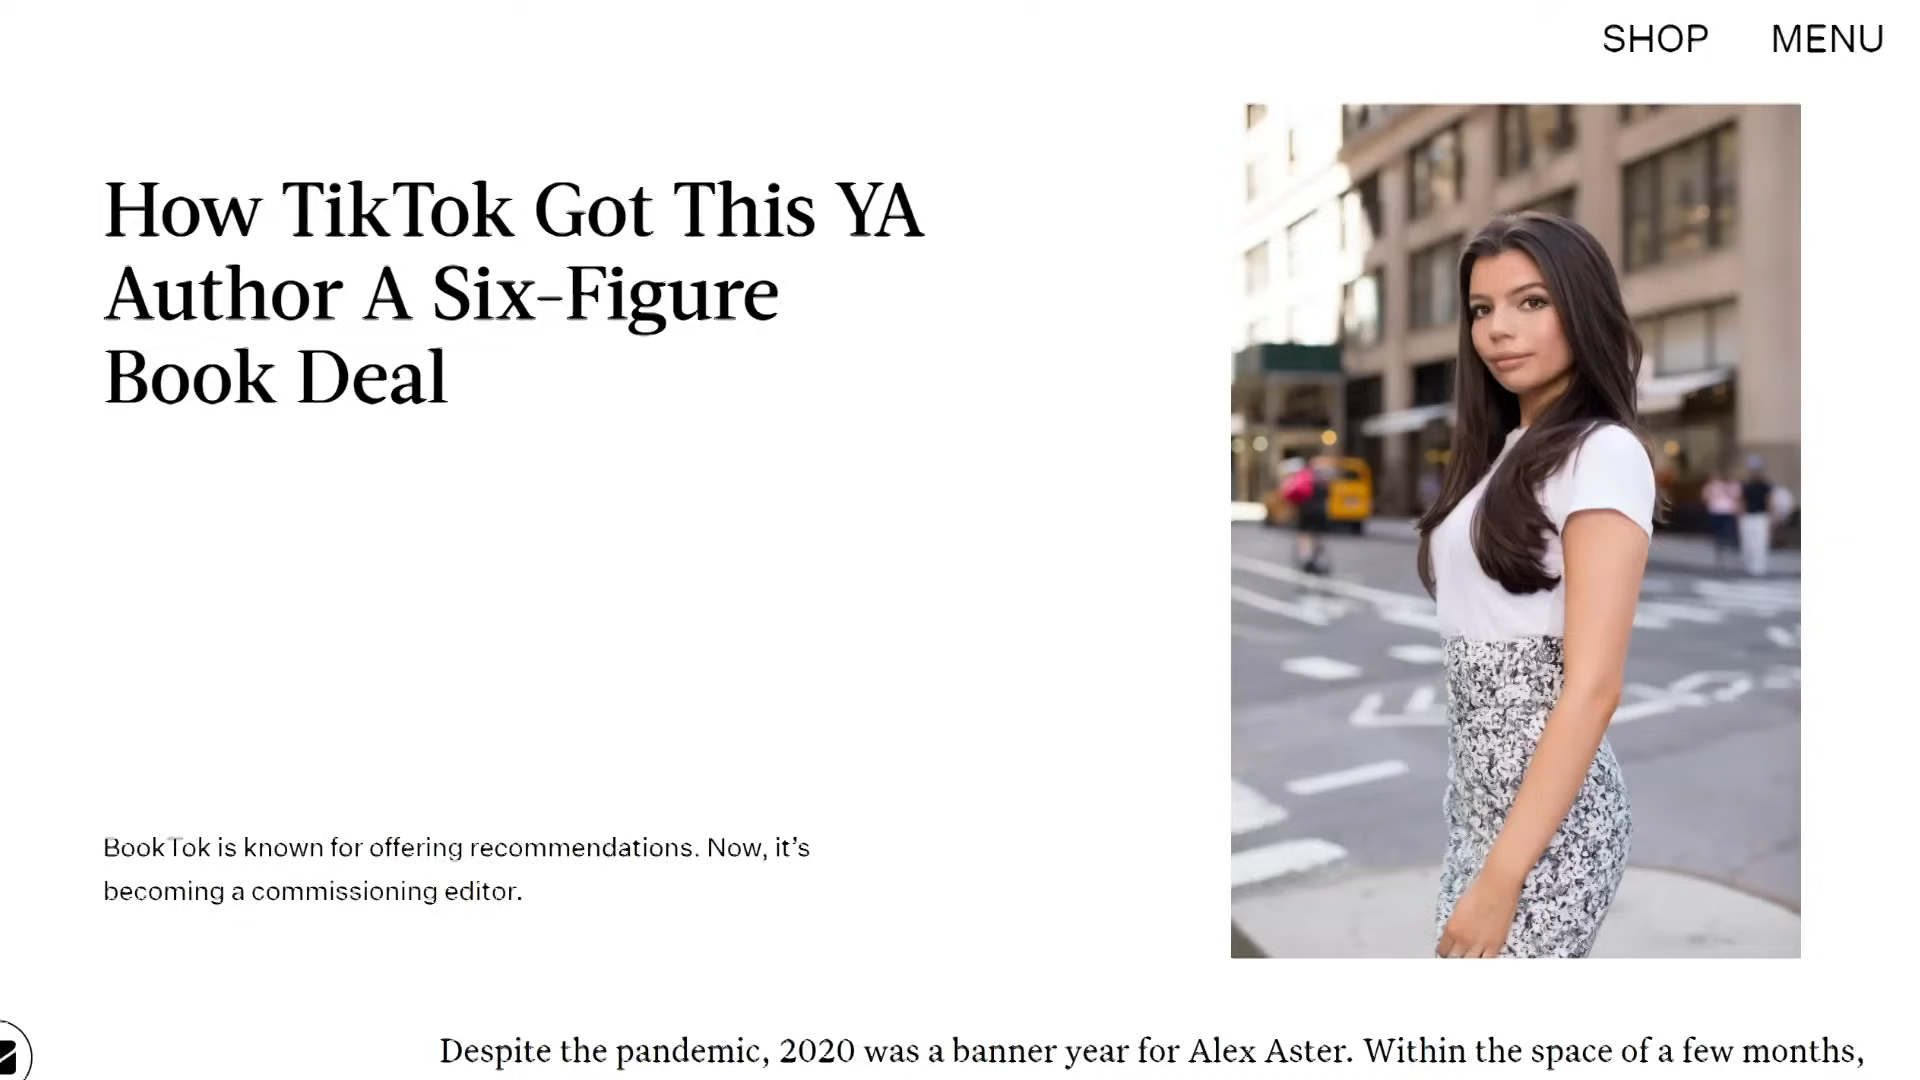 SHOP MENU
How TikTok Got This YA
Author A Six-Figure
Book Deal
BookTok is known for offering recommendations. Now, it’s
becoming a commissioning editor.
Despite the pandemic, 2020 was a banner year for Alex Aster. Within the space of a few months,